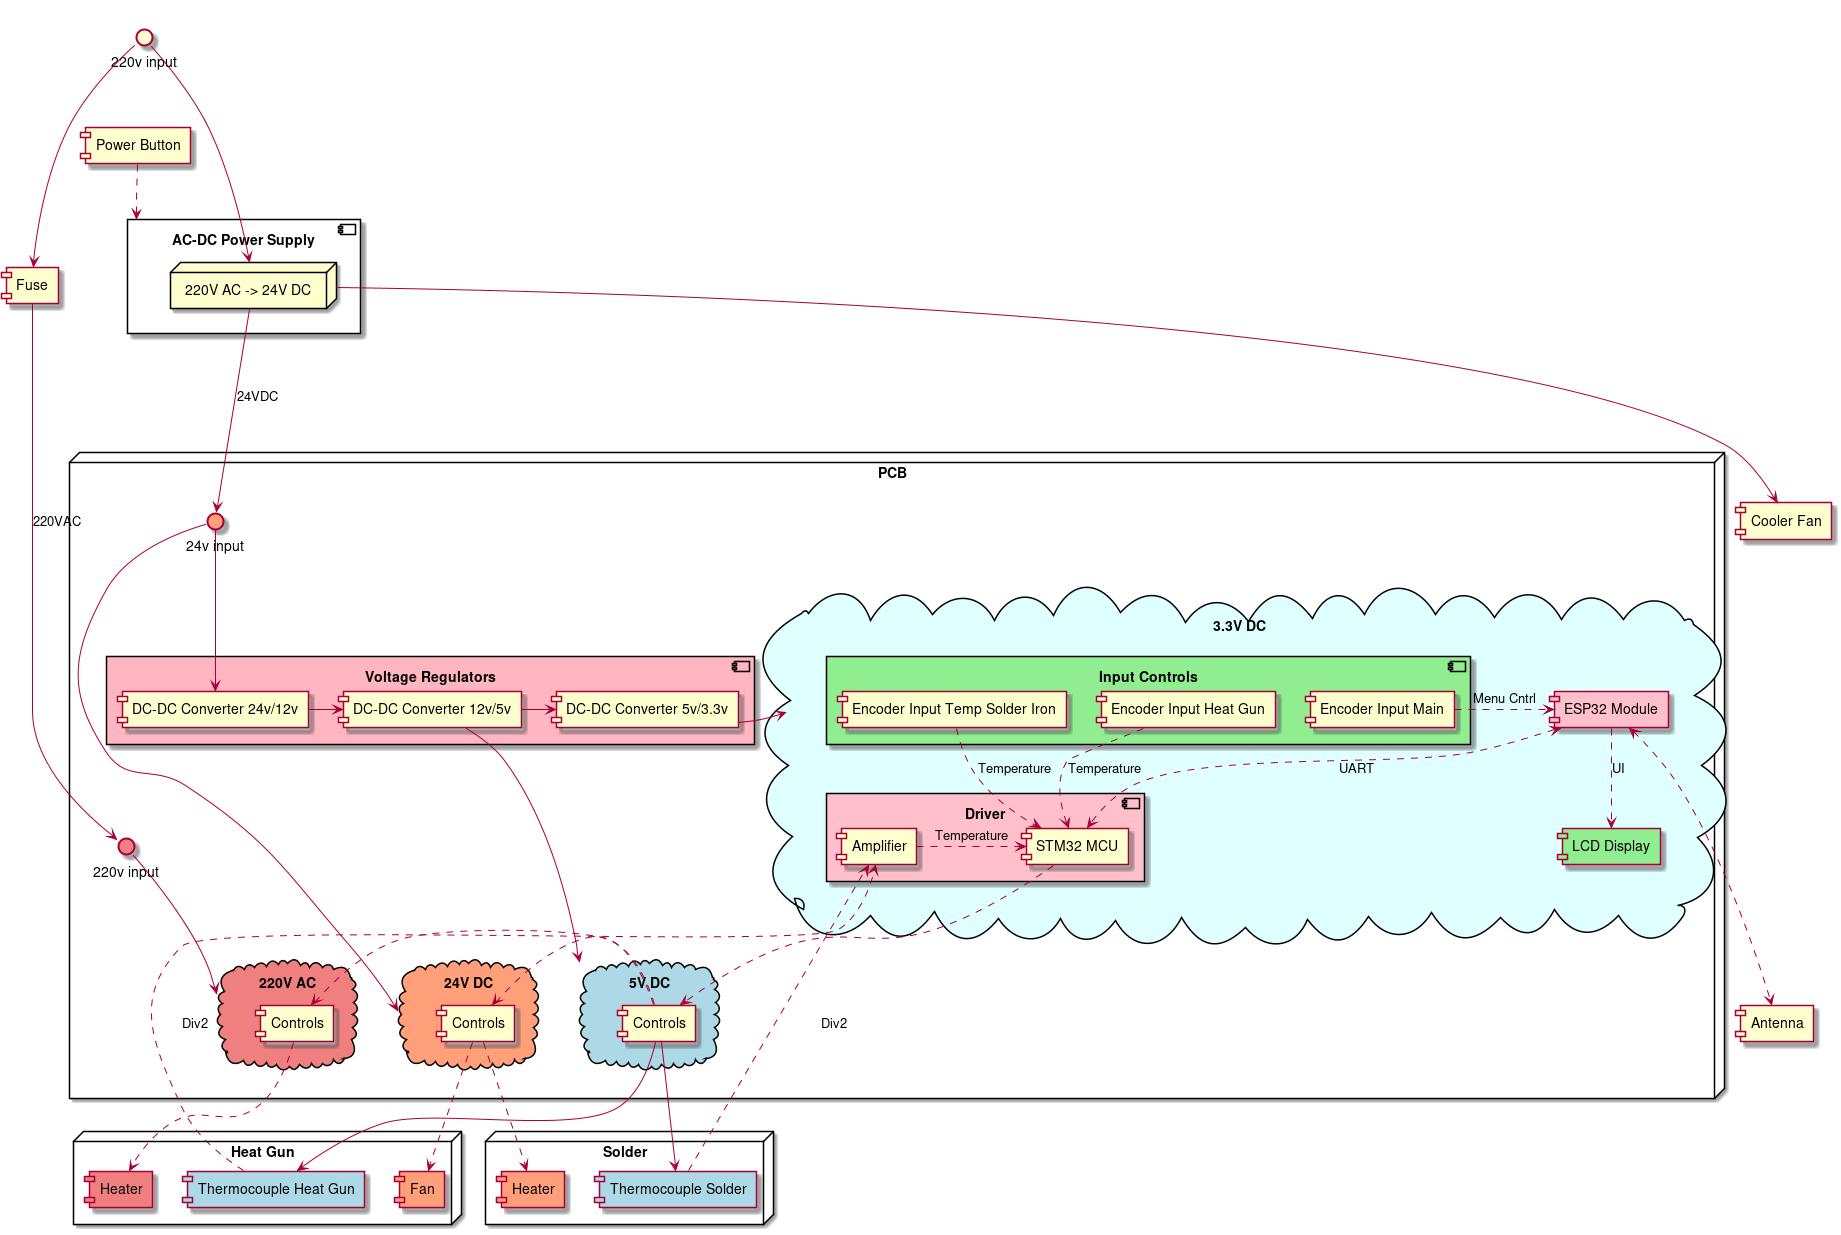 220v input
Power Button
AC-DC Power Supply
Fuse
220V AC -> 24V DC
24VDC
PCB
220VAC
24v input
Cooler Fan
3.3V DC
Voltage Regulators
Input Controls
DC-DC Converter 24v/12v
DC-DC Converter 12v/5v
DC-DC Converter 5v/3.3v
Encoder Input Temp Solder Iron
Encoder Input Heat Gun
Encoder Input Main
Menu Cntrl
ESP32 Module
Temperature
Temperature
UART
UI
Driver
Temperature
Amplifier
STM32 MCU
LCD Display
220v input
220V AC
24V DC
5V DC
Div2
Controls
Controls
Controls
Div2
Antenna
Heat Gun
Solder
Heater
Thermocouple Heat Gun
Fan
Heater
Thermocouple Solder